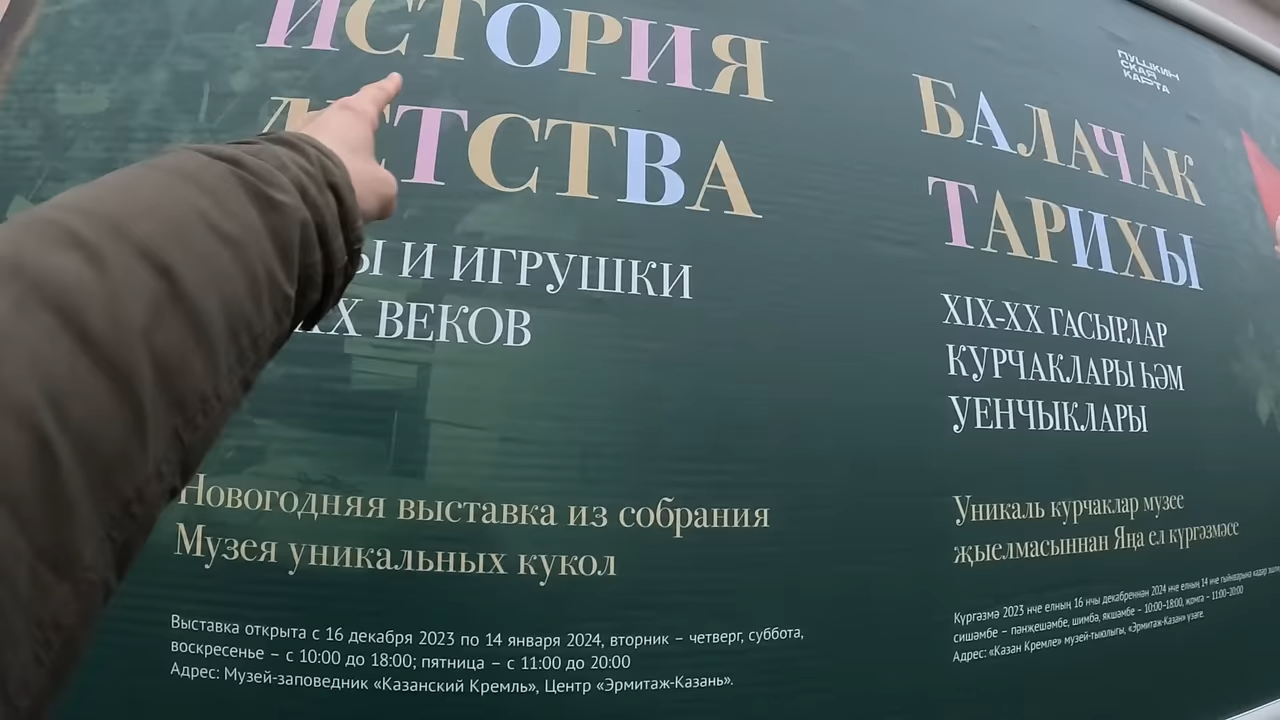 ИСТОРИЯ
ДЕТСТВА
И ИГРУШКИ
ВЕКОВ
Новогодняя выставка из собрания
Музея уникальных кукол
Выставка открыта с 16 декабря 2023 по 14 января 2024, вторник – четверг, суббота,
воскресенье – с 10:00 до 18:00; пятница – с 11:00 до 20:00
Адрес: Музей-заповедник «Казанский Кремль», Центр «Эрмитаж-Казань».
ПУШКИН
СКАЯ
КАРТА
БАЛАЧАК
ТАРИХЫ
XIX-XX ГАСЫРЛАР
КУРЧАКЛАРЫ ҺӘМ
УЕНЧЫКЛАРЫ
Уникаль курчаклар музее
җыелмасыннан Яңа ел күргәзмәсе
Күргәзмә 2023 нче елның 16 нчы декабреннән 2024 нче елның 14 нче гыйнварына кадәр
сишәмбе – пәнҗешәмбе, шимбә, якшәмбе – 10:00-18:00, җомга – 11:00-20:00
Адрес: «Казан Кремле» музей-тыюлыгы, «Эрмитаж-Казан» үзәге.